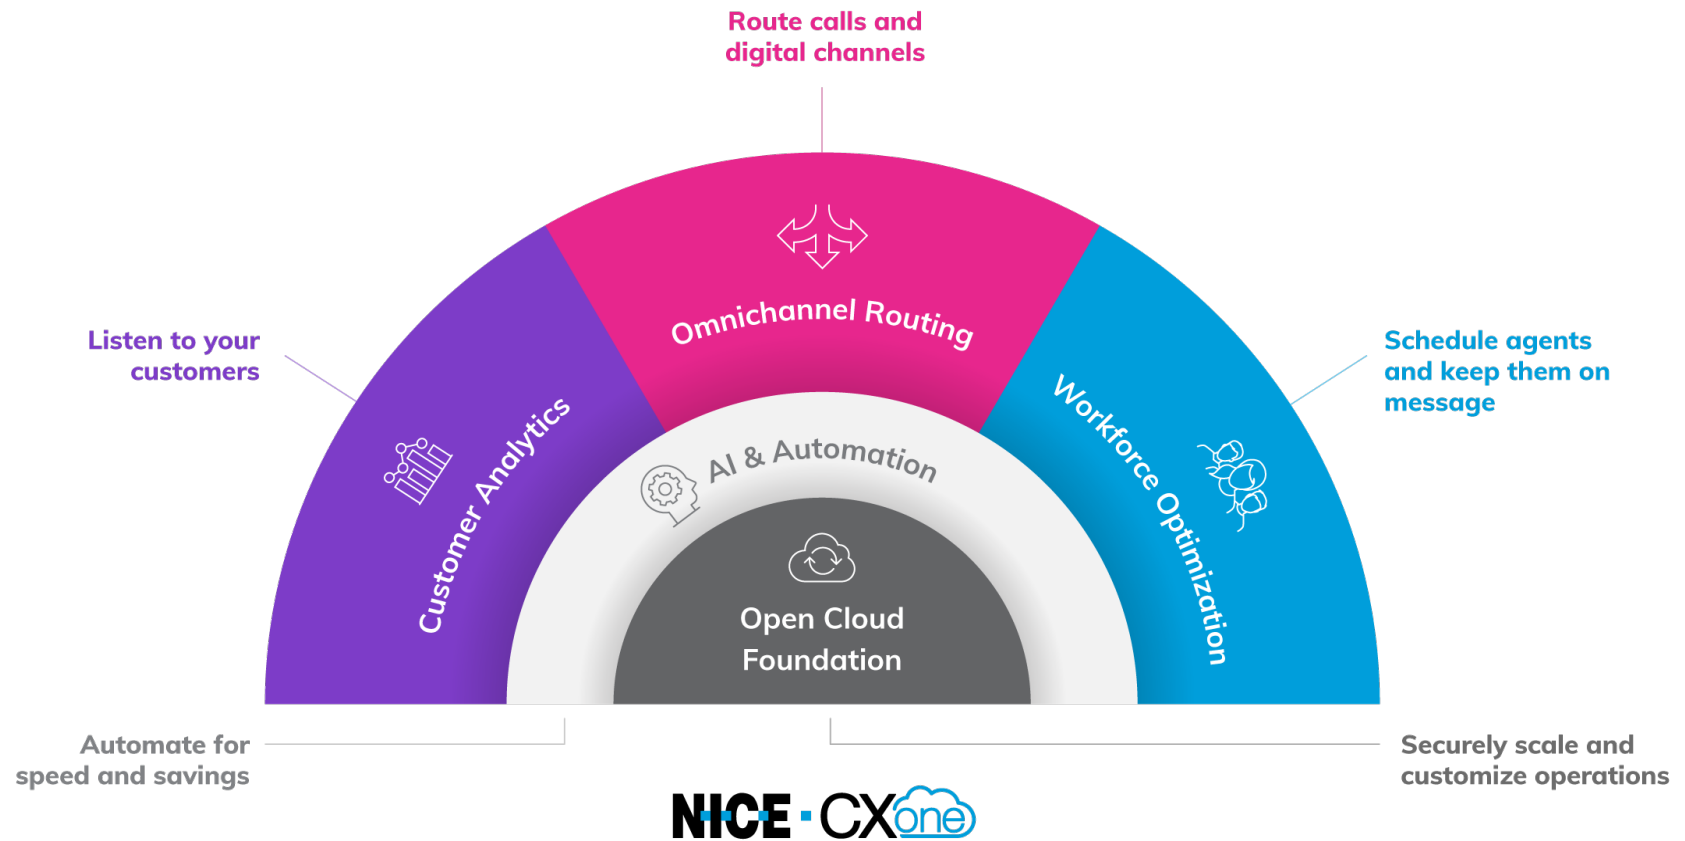 Route calls and
digital channels
Omnichannel Routing
Listen to your
customers
Customer Analytics
Schedule agents
and keep them on
message
Workforce Optimization
AI & Automation
Open Cloud
Foundation
Automate for
speed and savings
Securely scale and
customize operations
NICE CXone